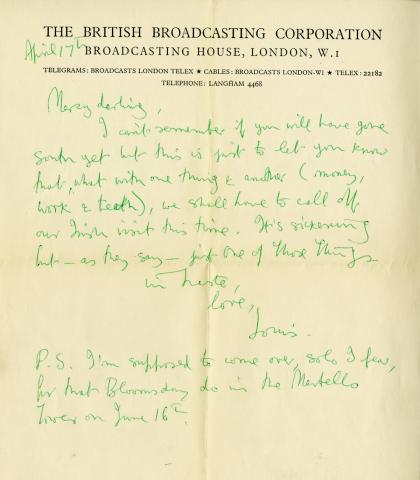 THE BRITISH BROADCASTING CORPORATION
April 17th
BROADCASTING HOUSE, LONDON, W.1
TELEGRAMS: BROADCASTS LONDON TELEX ★ CABLES: BROADCASTS LONDON-W1 ★ TELEX: 22182
TELEPHONE: LANGHAM 4468
Mercy darling,
I can't remember if you will have gone
south yet but this is just to let you know
that, what with one thing & another (money,
work & teeth), we shall have to call off
our Irish visit this time. It's sickening
but – as they say – just one of those things.
in haste,
love,
Louis.
P.S. I'm supposed to come over, solo I fear,
for that Bloomsday do in the Martello
Tower on June 16th.